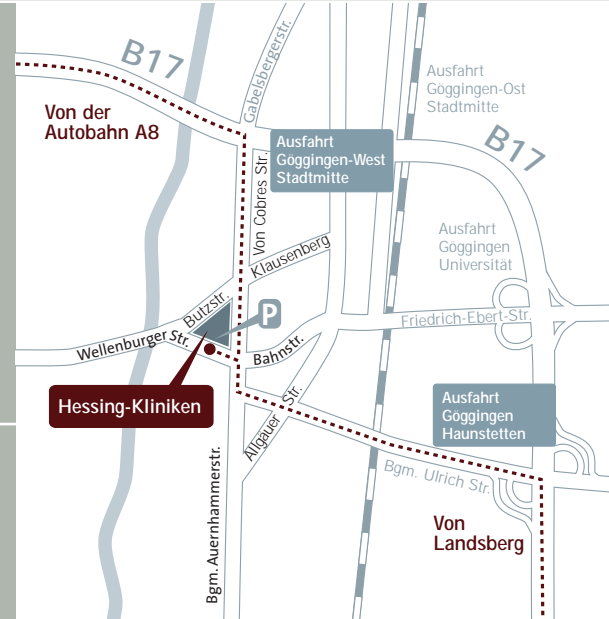 B17
Gabelsbergerstr.
Von der
Autobahn A8
Ausfahrt
Göggingen-Ost
Stadtmitte
B17
Ausfahrt
Göggingen-West
Stadtmitte
Von Cobres Str.
Klausenberg
Ausfahrt
Göggingen
Universität
Butzstr.
P
Friedrich-Ebert-Str.
Wellenburger Str.
Bahnstr.
Hessing-Kliniken
Allgäuer Str.
Ausfahrt
Göggingen
Haunstetten
Bgm. Ulrich Str.
Bgm. Auernhammerstr.
Von
Landsberg